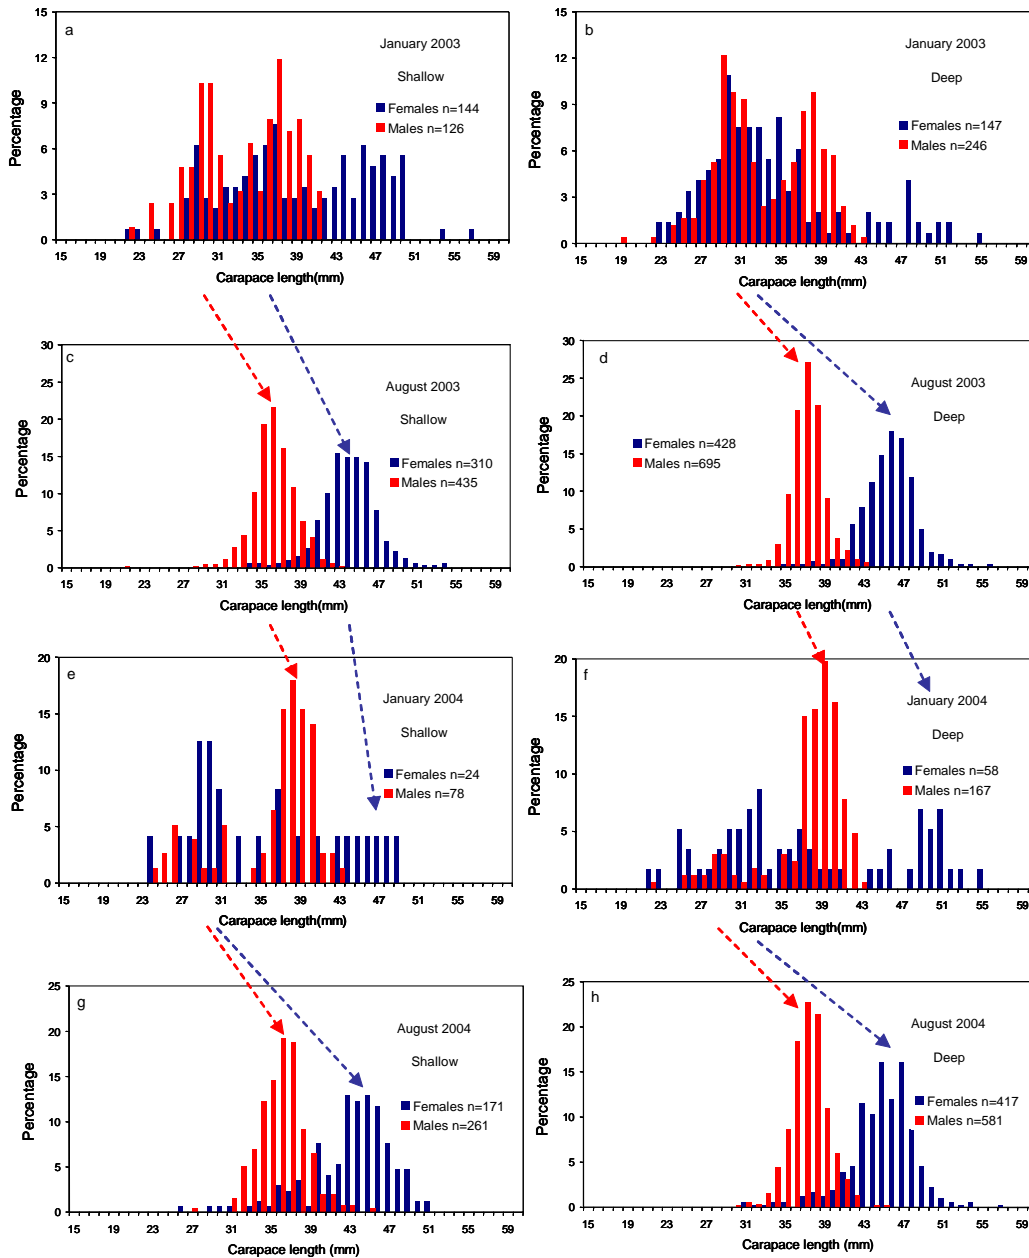 a
January 2003
Shallow
Females n=144
Males n=126
Percentage
15
12
9
6
3
0
15 19 23 27 31 35 39 43 47 51 55 59
Carapace length(mm)
b
January 2003
Deep
Females n=147
Males n=246
Percentage
15
12
9
6
3
0
15 19 23 27 31 35 39 43 47 51 55 59
Carapace length(mm)
c
August 2003
Shallow
Females n=310
Males n=435
Percentage
30
25
20
15
10
5
0
15 19 23 27 31 35 39 43 47 51 55 59
Carapace length(mm)
d
August 2003
Deep
Females n=428
Males n=695
Percentage
30
25
20
15
10
5
0
15 19 23 27 31 35 39 43 47 51 55 59
Carapace length(mm)
e
January 2004
Shallow
Females n=24
Males n=78
Percentage
20
15
10
5
0
15 19 23 27 31 35 39 43 47 51 55 59
Carapace length(mm)
f
January 2004
Deep
Females n=58
Males n=167
Percentage
20
15
10
5
0
15 19 23 27 31 35 39 43 47 51 55 59
Carapace length(mm)
g
August 2004
Shallow
Females n=171
Males n=261
Percentage
25
20
15
10
5
0
15 19 23 27 31 35 39 43 47 51 55 59
Carapace length (mm)
h
August 2004
Deep
Females n=417
Males n=581
Percentage
25
20
15
10
5
0
15 19 23 27 31 35 39 43 47 51 55 59
Carapace length (mm)